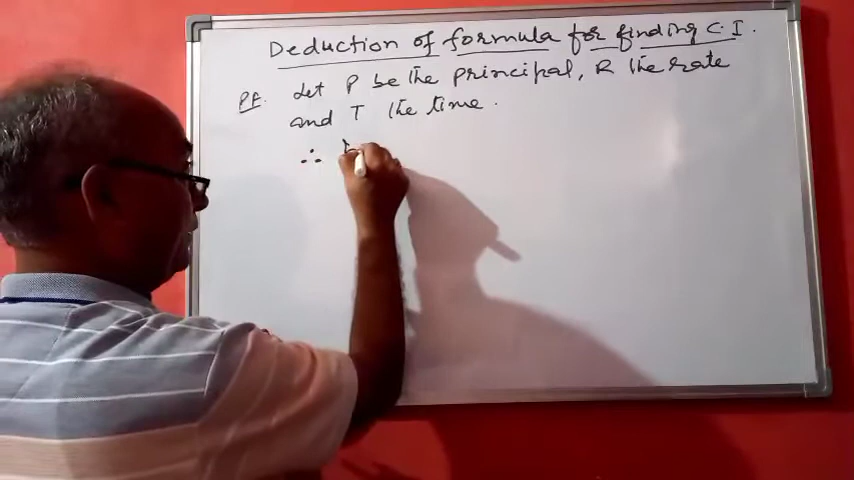 Deduction of formula for finding C.I.
Pf. Let P be the principal, R the rate
and T the time.
∴